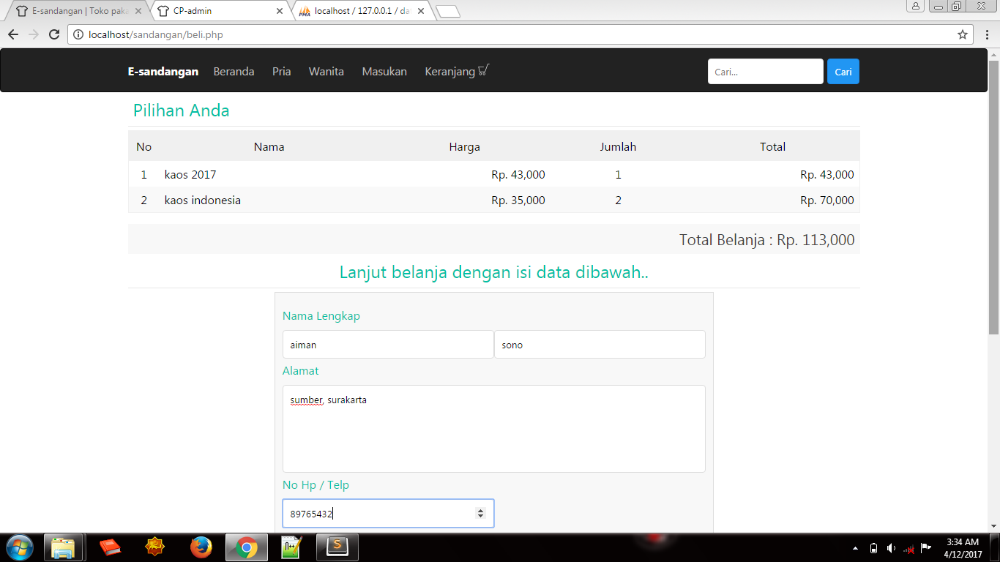 E-sandangan | Toko paka
CP-admin
localhost / 127.0.0.1 / da
localhost/sandangan/beli.php
E-sandangan Beranda Pria Wanita Masukan Keranjang Cari... Cari
Pilihan Anda
No Nama Harga Jumlah Total
1 kaos 2017 Rp. 43,000 1 Rp. 43,000
2 kaos indonesia Rp. 35,000 2 Rp. 70,000
Total Belanja : Rp. 113,000
Lanjut belanja dengan isi data dibawah..
Nama Lengkap
aiman sono
Alamat
sumber, surakarta
No Hp / Telp
89765432
3:34 AM
4/12/2017